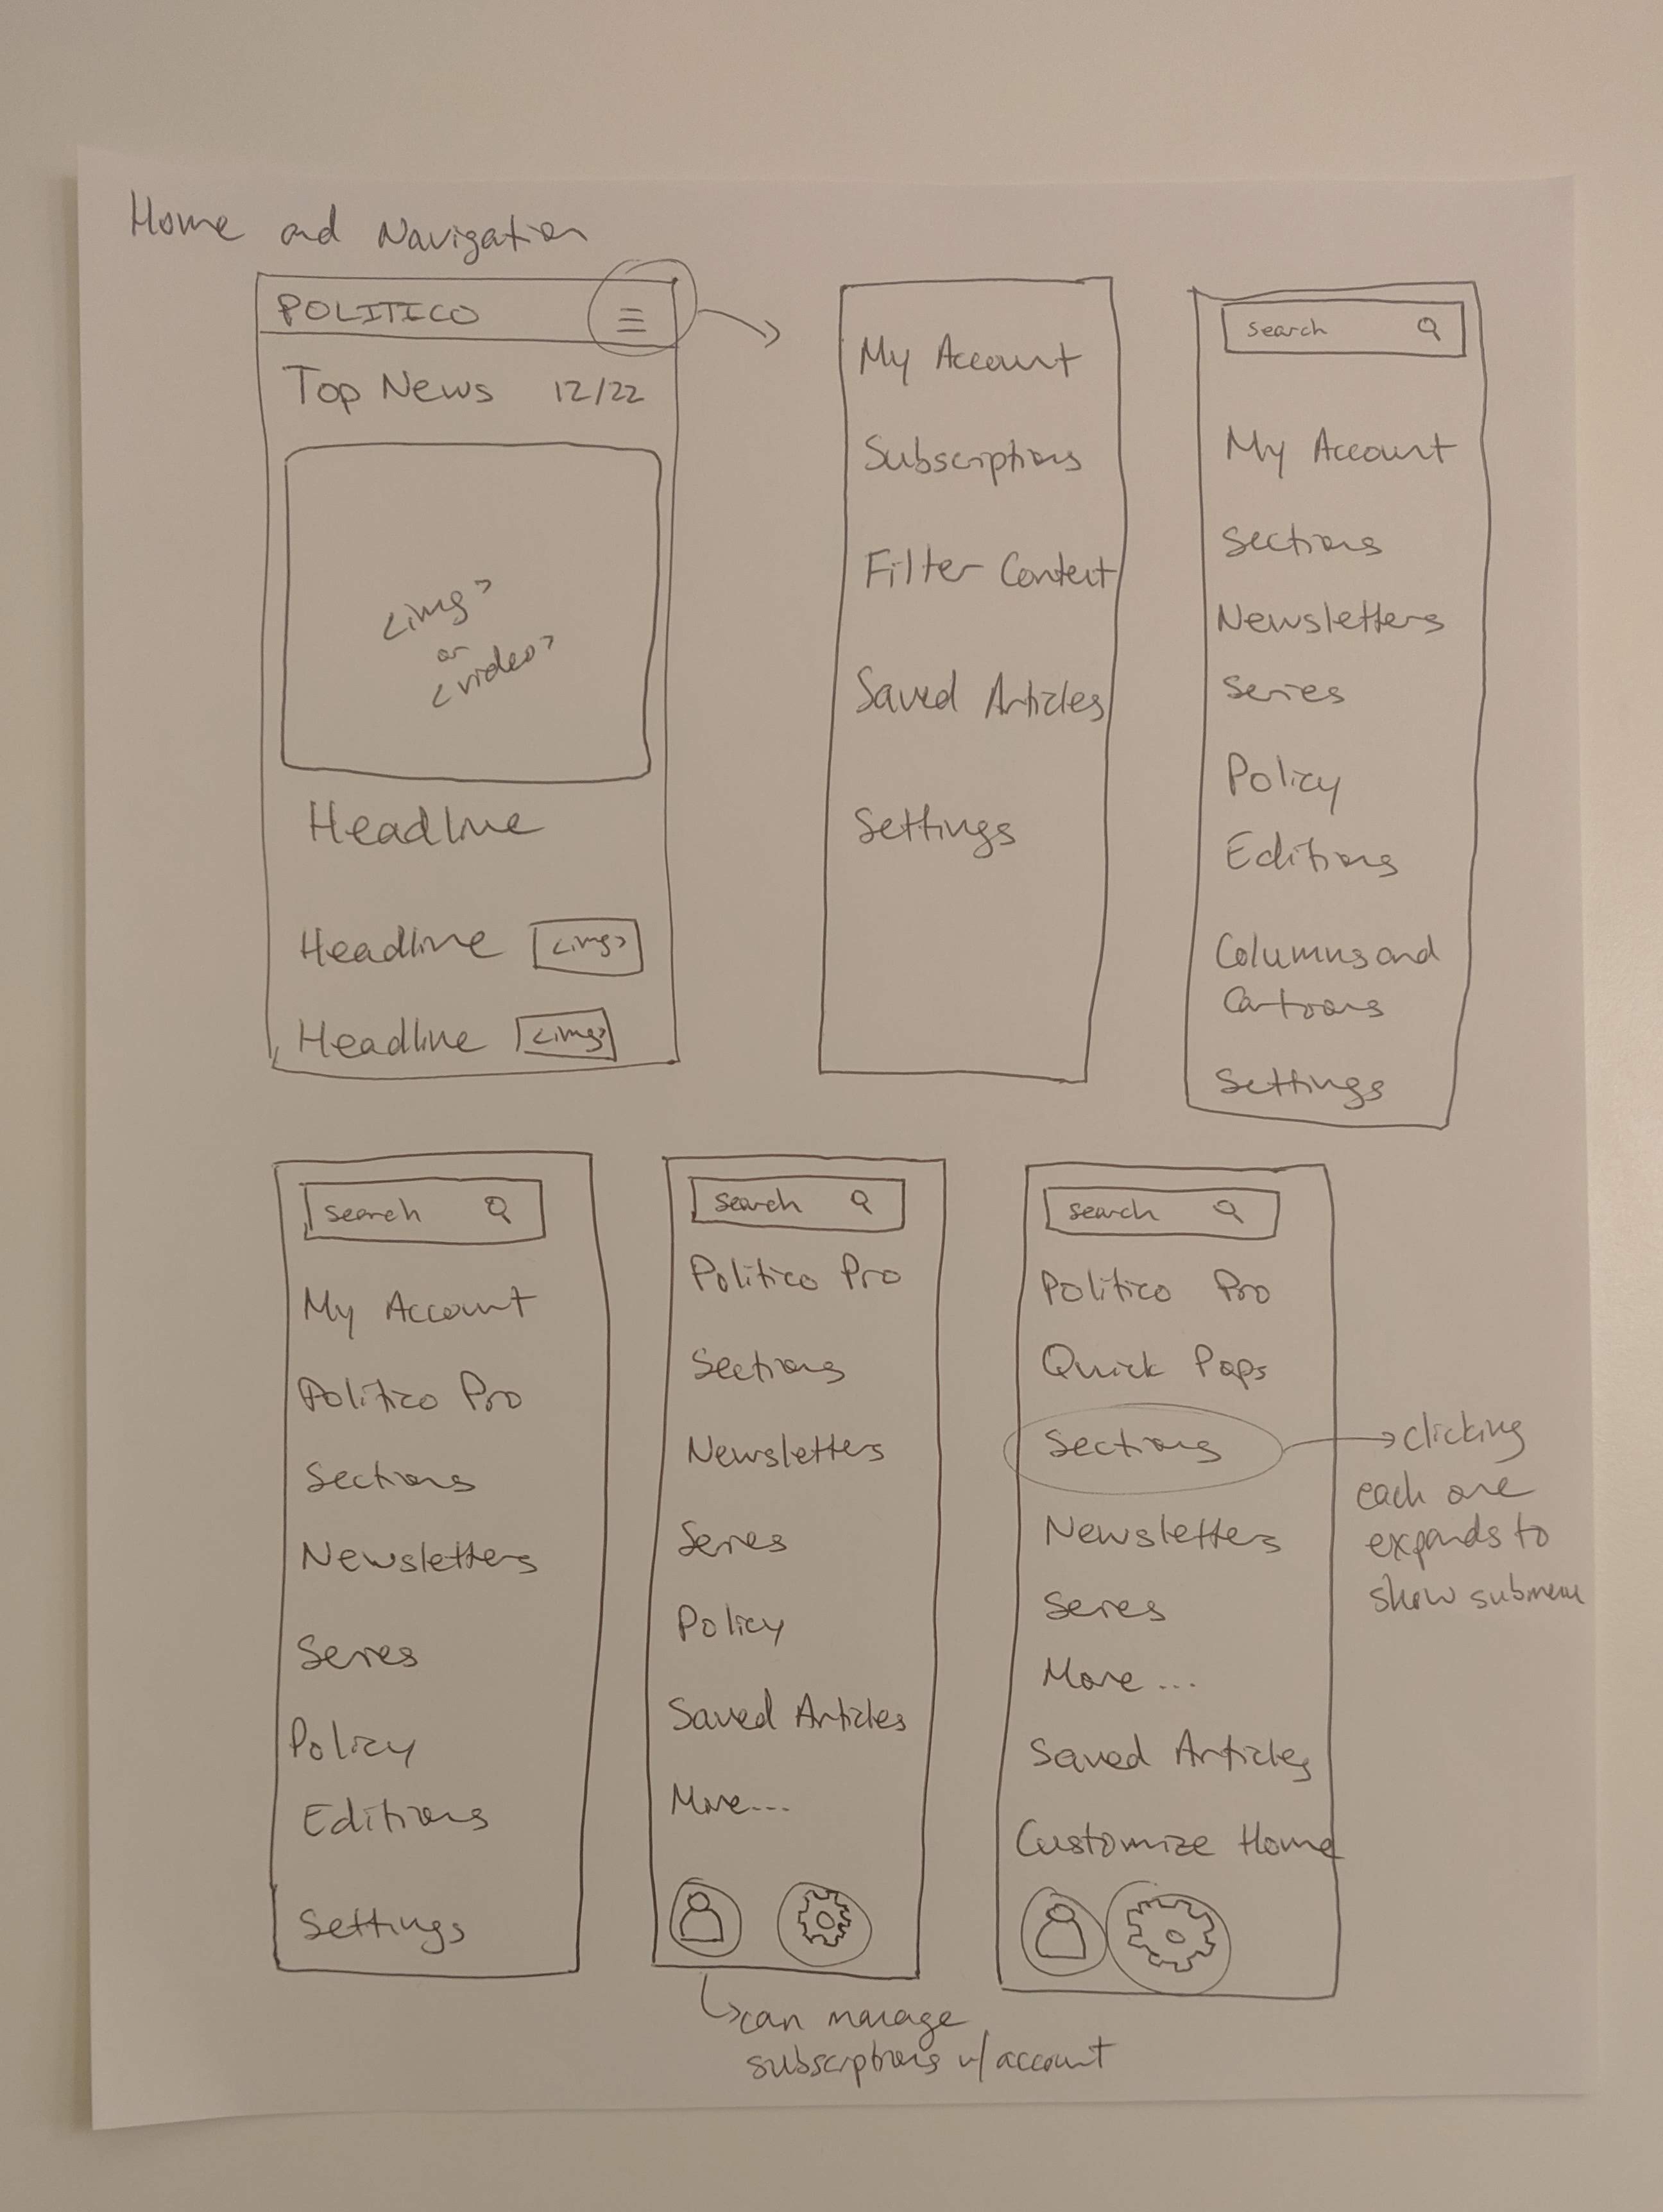 Home and Navigation
POLITICO
Top News 12/22
<img>
or
<video>
Headline
Headline <img>
Headline <img>
My Account
Subscriptions
Filter Content
Saved Articles
Settings
search
My Account
Sections
Newsletters
Series
Policy
Editions
Columns and
Cartoons
Settings
search
My Account
Politico Pro
Sections
Newsletters
Series
Policy
Editions
Settings
search
Politico Pro
Sections
Newsletters
Series
Policy
Saved Articles
More...
can manage
subscriptions w/ account
search
Politico Pro
Quick Pops
Sections
Newsletters
Series
More...
Saved Articles
Customize Home
clicking
each one
expands to
show submenu